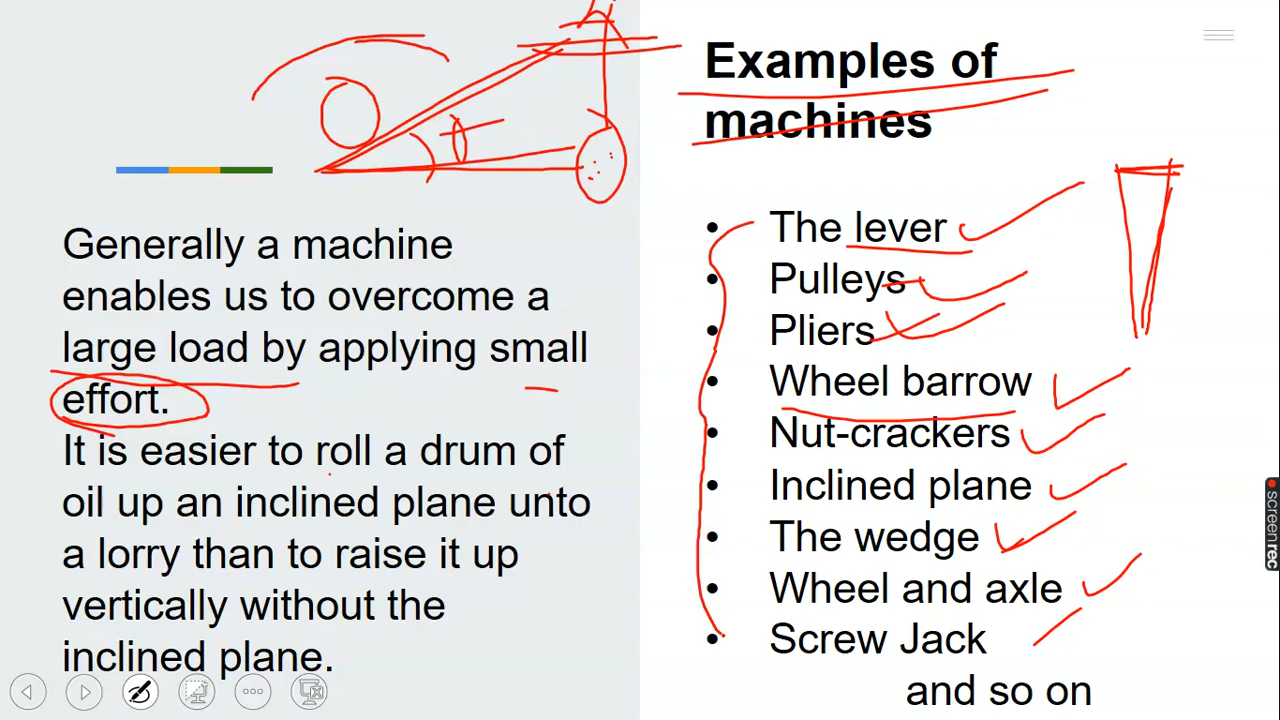 Generally a machine
enables us to overcome a
large load by applying small
effort.
It is easier to roll a drum of
oil up an inclined plane unto
a lorry than to raise it up
vertically without the
inclined plane.
Examples of
machines
• The lever
• Pulleys
• Pliers
• Wheel barrow
• Nut-crackers
• Inclined plane
• The wedge
• Wheel and axle
• Screw Jack
and so on
screenrec